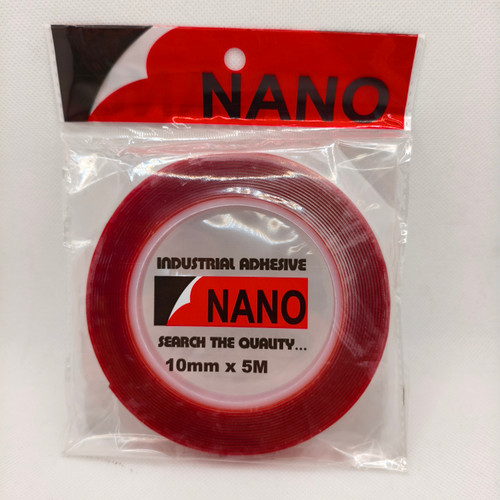 NANO
INDUSTRIAL ADHESIVE
NANO
SEARCH THE QUALITY...
10mm x 5M